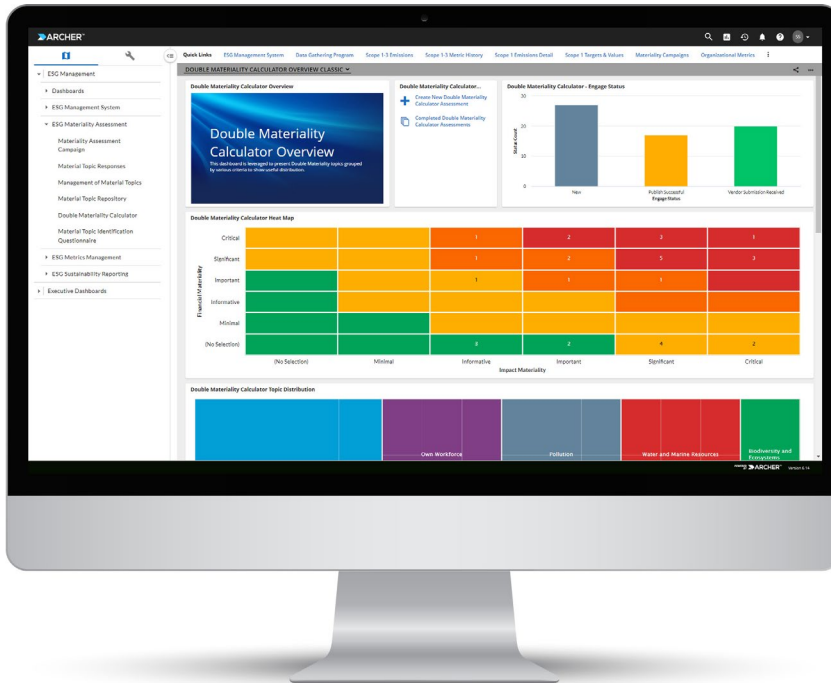 ARCHER™
Quick Links ESG Management System Data Gathering Program Scope 1-3 Emissions Scope 1-3 Metric History Scope 1 Emissions Detail Scope 1 Targets & Values Materiality Campaigns Organisational Metrics
DOUBLE MATERIALITY CALCULATOR OVERVIEW CLASSIC
ESG Management
Dashboards
ESG Management System
ESG Materiality Assessment
Materiality Assessment
Campaign
Material Topic Responses
Management of Material Topics
Material Topic Repository
Double Materiality Calculator
Material Topic Identification
Questionnaire
ESG Metrics Management
ESG Sustainability Reporting
Executive Dashboards
Double Materiality Calculator Overview
Double Materiality
Calculator Overview
This dashboard is leveraged to present Double Materiality topics grouped
by various criteria to show useful distribution.
Double Materiality Calculator...
Create New Double Materiality
Calculator Assessment
Completed Double Materiality
Calculator Assessments
Double Materiality Calculator - Engage Status
Status Count
30
20
10
0
New Publish Successful Vendor Submission Received
Engage Status
Double Materiality Calculator Heat Map
Financial Materiality
Critical 1 2 3 1
Significant 1 2 5 3
Important 1 1 1
Informative
Minimal
(No Selection) 3 2 4 2
(No Selection) Minimal Informative Important Significant Critical
Impact Materiality
Double Materiality Calculator Topic Distribution
Own Workforce Pollution Water and Marine Resources Biodiversity and
Ecosystems
ARCHER™ Version 6.14